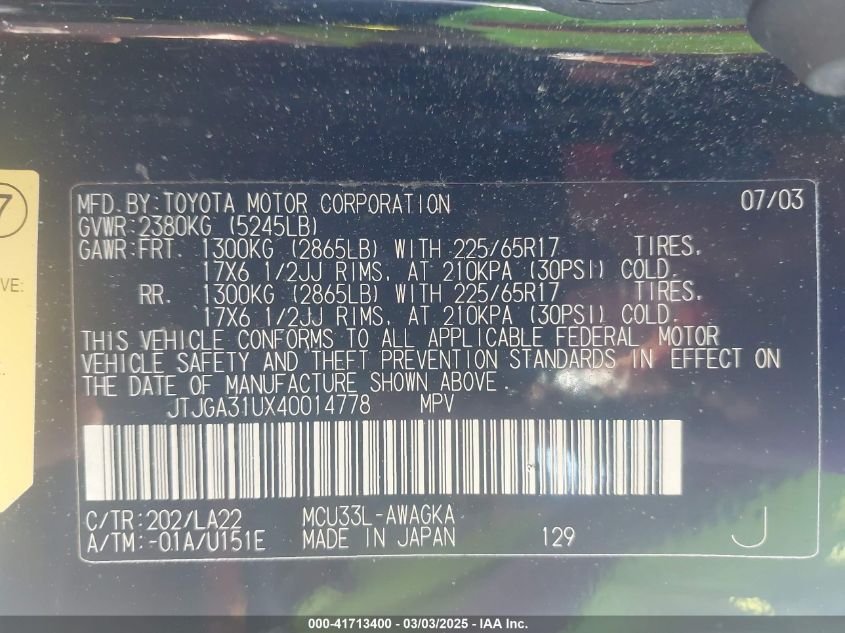 7
VE:
MFD. BY: TOYOTA MOTOR CORPORATION 07/03
GVWR: 2380KG (5245LB)
GAWR: FRT. 1300KG (2865LB) WITH 225/65R17 TIRES,
17X6 1/2JJ RIMS, AT 210KPA (30PSI) COLD.
RR. 1300KG (2865LB) WITH 225/65R17 TIRES,
17X6 1/2JJ RIMS, AT 210KPA (30PSI) COLD.
THIS VEHICLE CONFORMS TO ALL APPLICABLE FEDERAL MOTOR
VEHICLE SAFETY AND THEFT PREVENTION STANDARDS IN EFFECT ON
THE DATE OF MANUFACTURE SHOWN ABOVE.
JTJGA31UX40014778 MPV
C/TR: 202/LA22 MCU33L-AWAGKA
A/TM: -01A/U151E MADE IN JAPAN 129 J
000-41713400 - 03/03/2025 - IAA Inc.